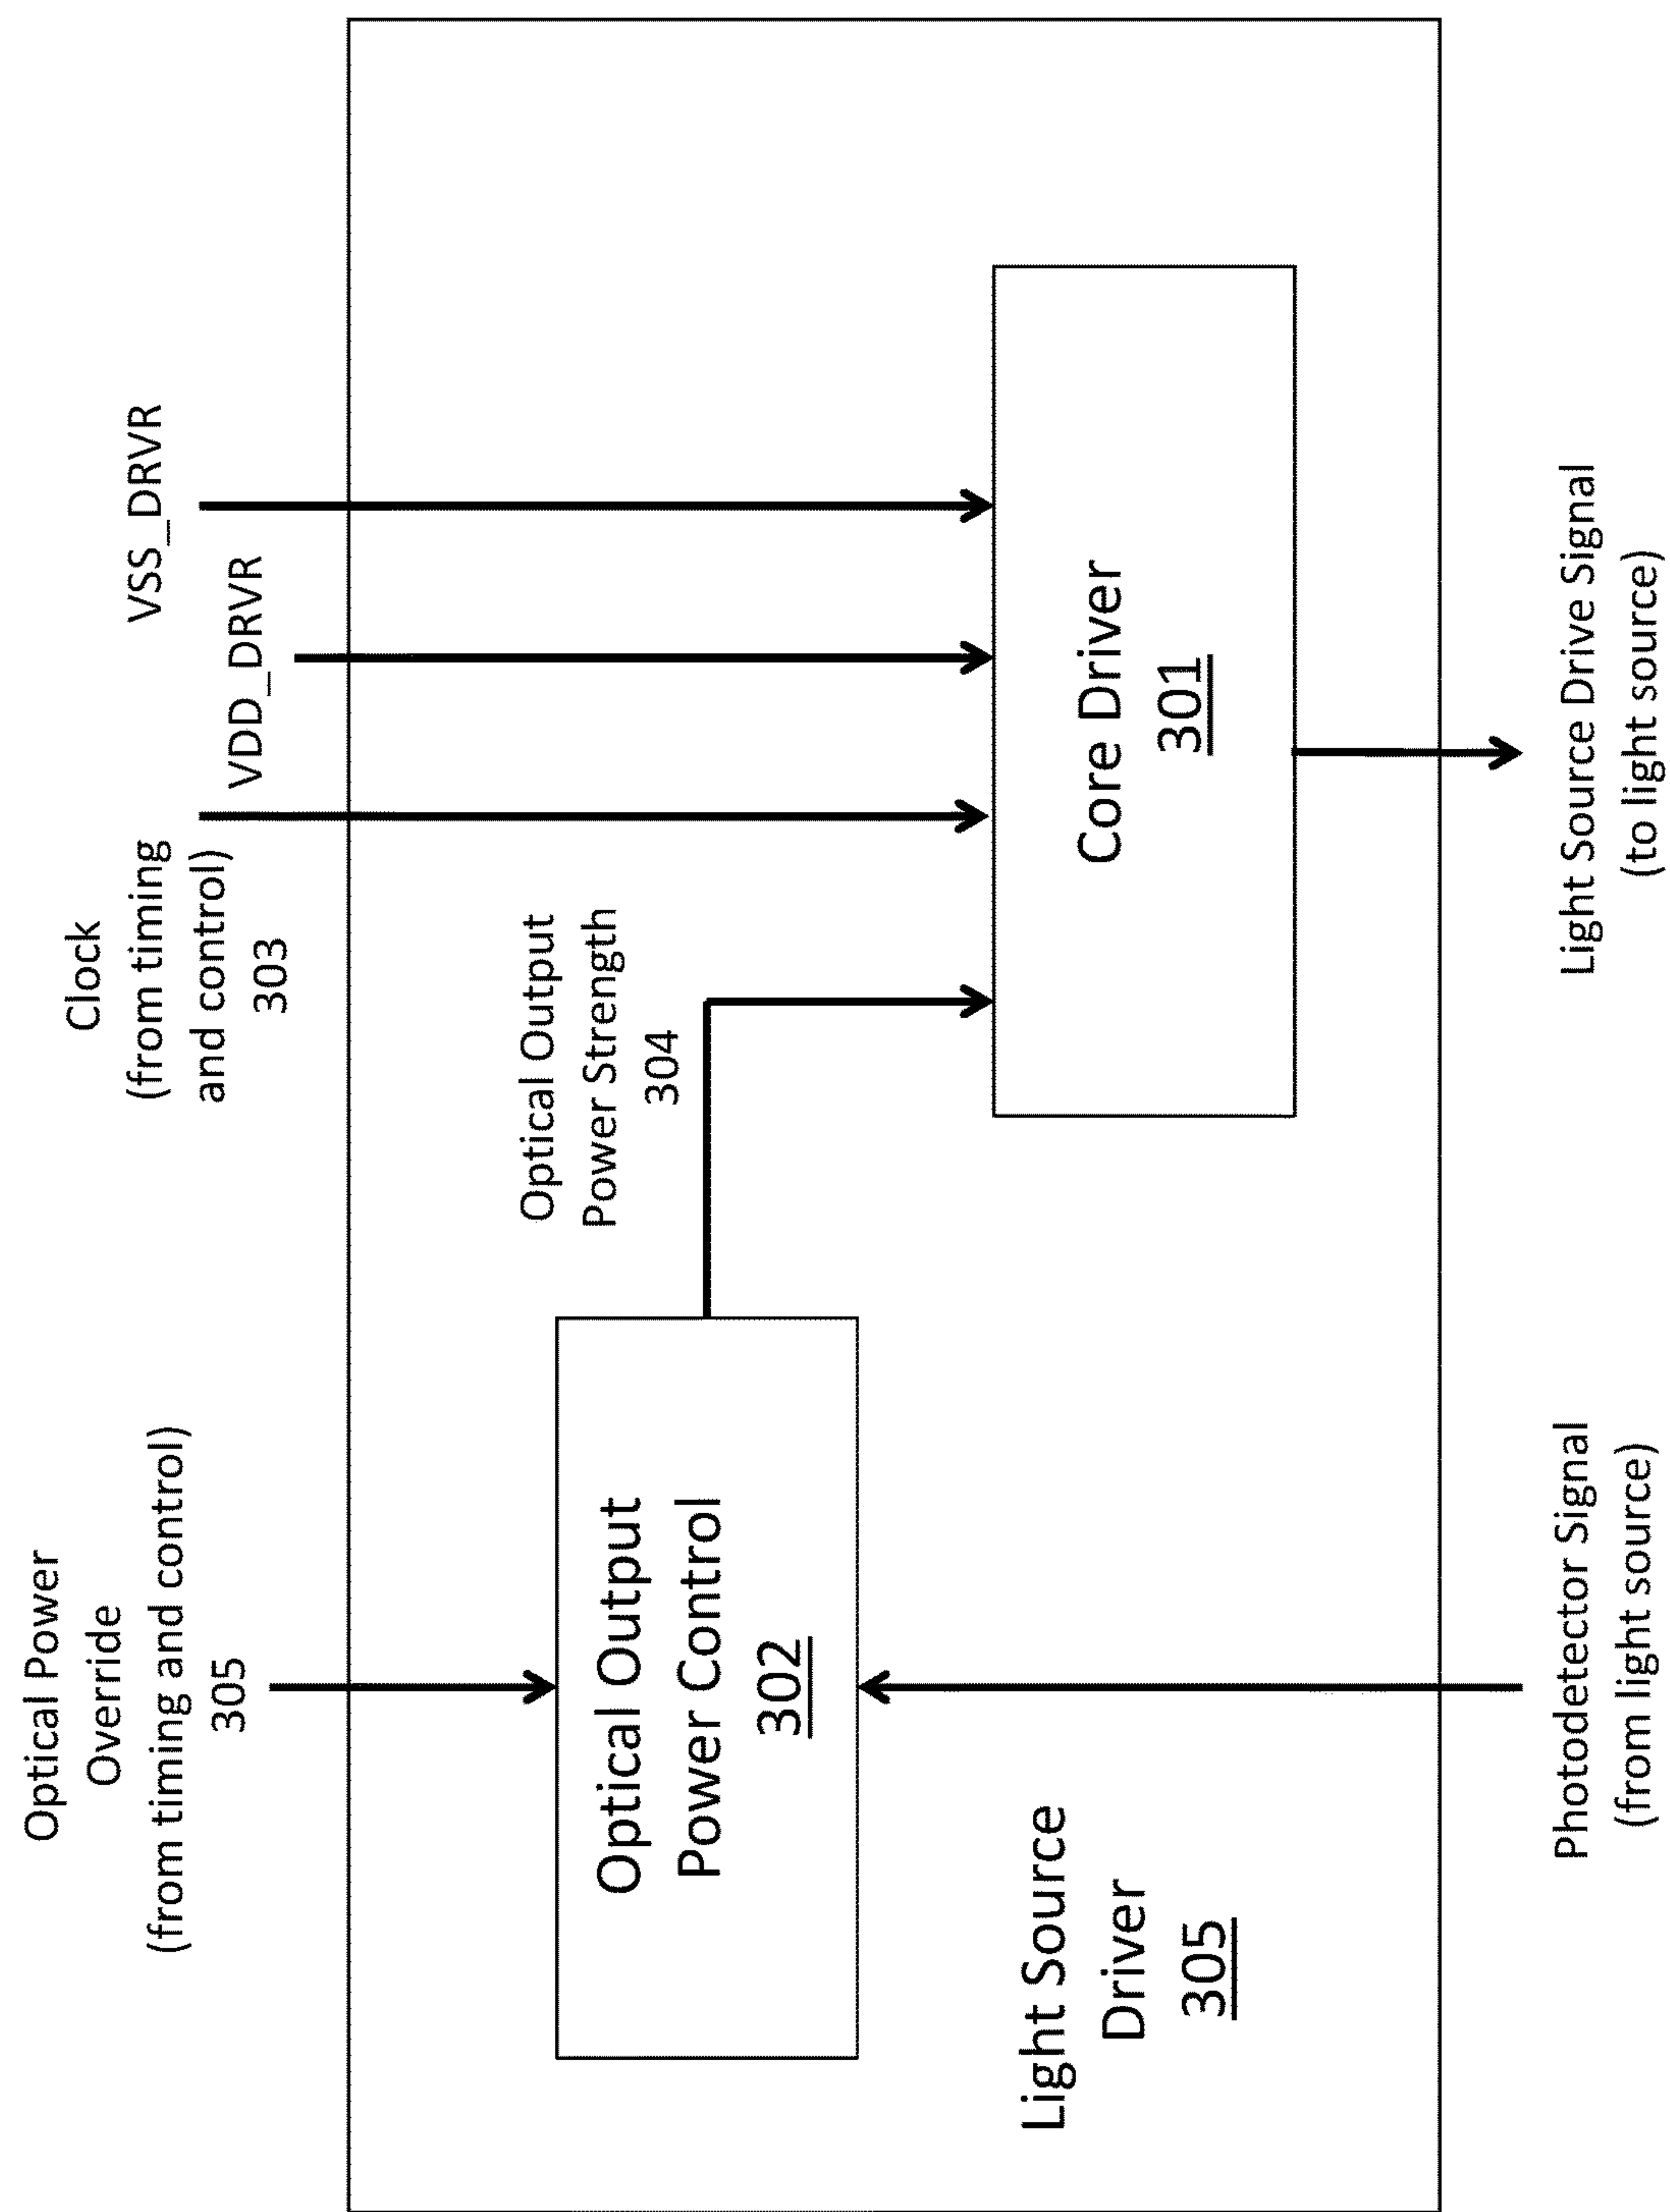 Optical Power
Override
(from timing and control)
305
Clock
(from timing
and control)
303
VDD_DRVR
VSS_DRVR
Optical Output
Power Strength
304
Optical Output
Power Control
302
Core Driver
301
Light Source
Driver
305
Photodetector Signal
(from light source)
Light Source Drive Signal
(to light source)